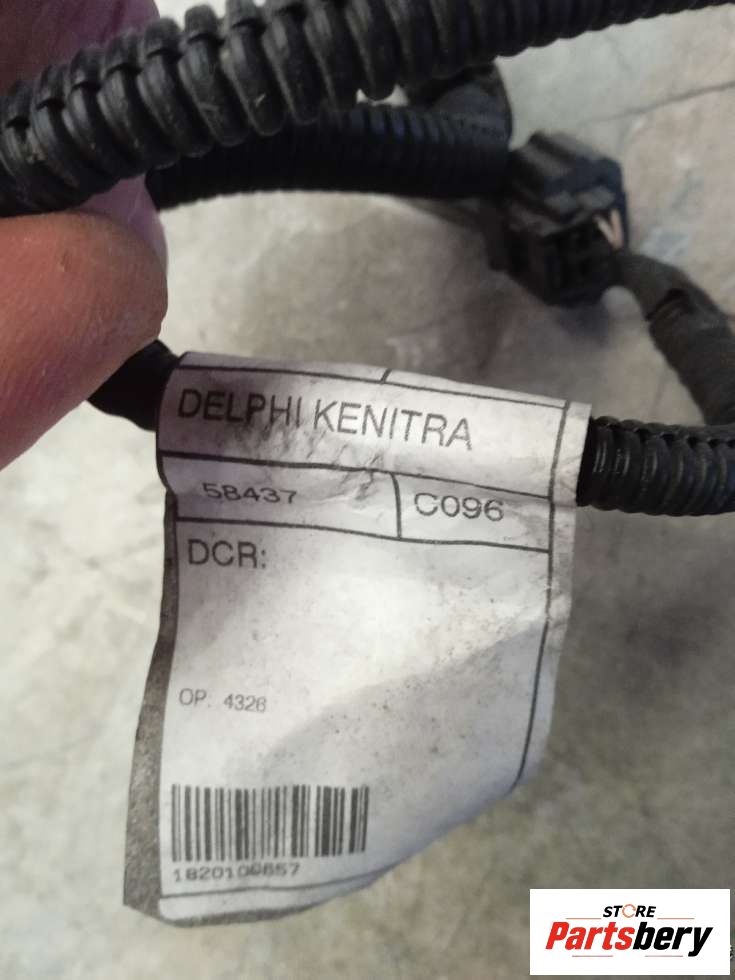 DELPHI KENITRA
58437 C096
DCR:
OP. 4326
1820100657
STORE
Partsbery